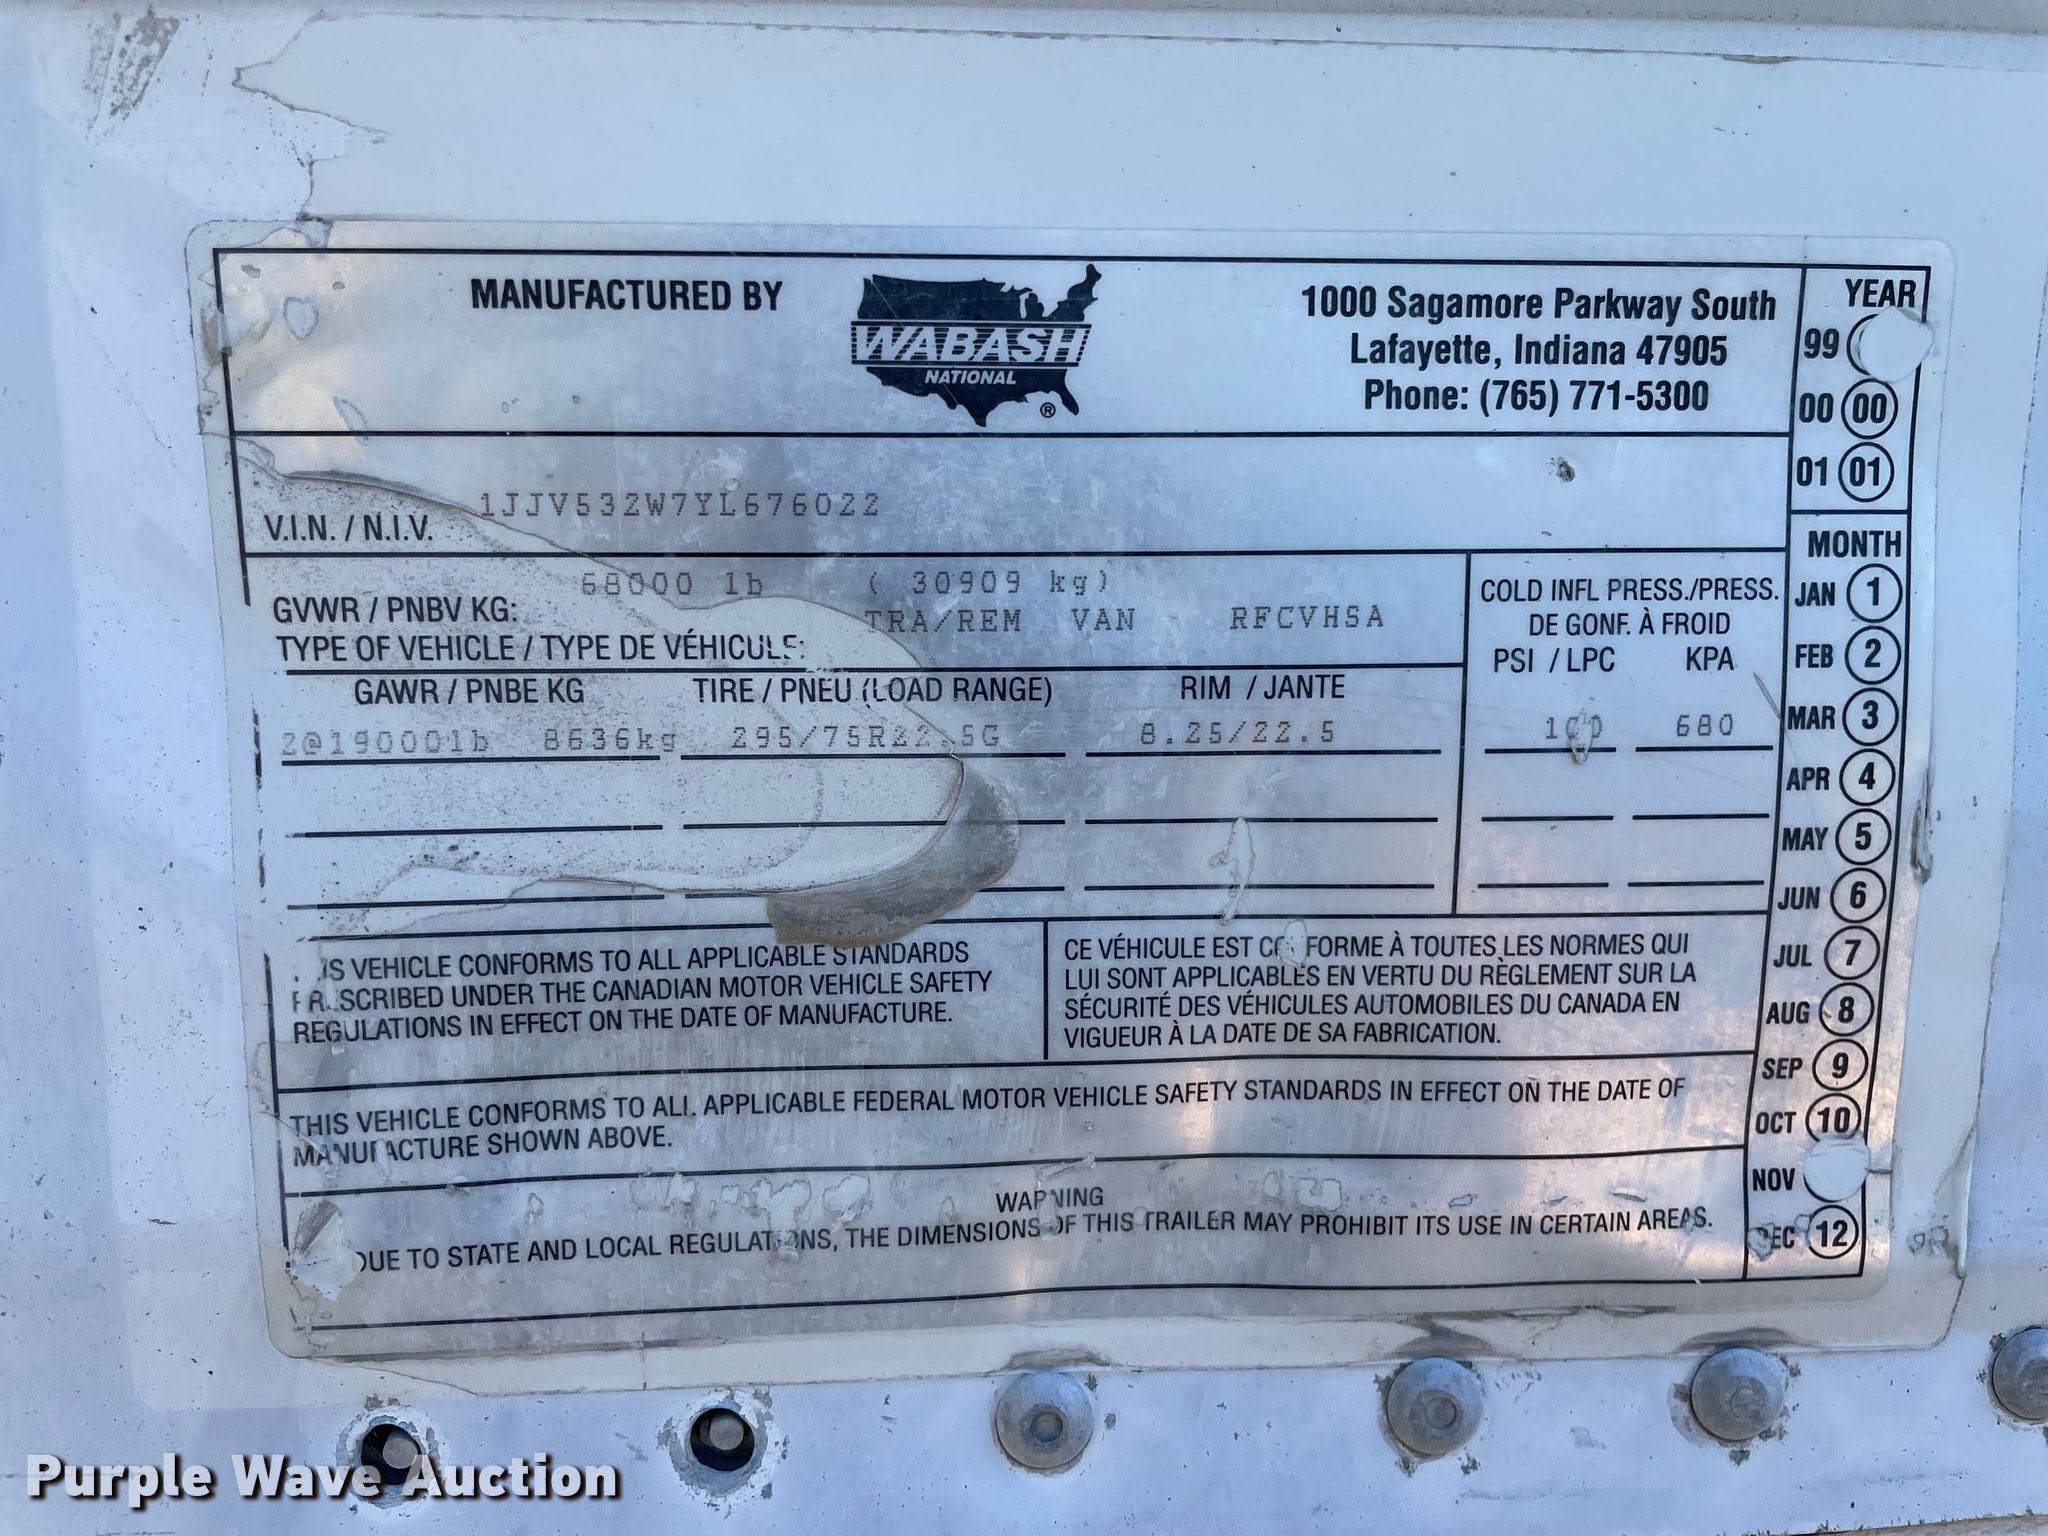 MANUFACTURED BY
WABASH
NATIONAL
®
1000 Sagamore Parkway South
Lafayette, Indiana 47905
Phone: (765) 771-5300
YEAR
99
00 00
01 01
V.I.N. / N.I.V. 1JJV532W7YL676022
GVWR / PNBV KG: 68000 lb ( 30909 kg)
TYPE OF VEHICLE / TYPE DE VÉHICULE: TRA/REM VAN RFCVHSA
COLD INFL PRESS./PRESS.
DE GONF. À FROID
PSI / LPC KPA
GAWR / PNBE KG TIRE / PNEU (LOAD RANGE) RIM / JANTE
2@19000lb 8636kg 295/75R22.5G 8.25/22.5 100 680
MONTH
JAN 1
FEB 2
MAR 3
APR 4
MAY 5
JUN 6
JUL 7
AUG 8
SEP 9
OCT 10
NOV
DEC 12
THIS VEHICLE CONFORMS TO ALL APPLICABLE STANDARDS
PRESCRIBED UNDER THE CANADIAN MOTOR VEHICLE SAFETY
REGULATIONS IN EFFECT ON THE DATE OF MANUFACTURE.
CE VÉHICULE EST CONFORME À TOUTES LES NORMES QUI
LUI SONT APPLICABLES EN VERTU DU RÈGLEMENT SUR LA
SÉCURITÉ DES VÉHICULES AUTOMOBILES DU CANADA EN
VIGUEUR À LA DATE DE SA FABRICATION.
THIS VEHICLE CONFORMS TO ALL APPLICABLE FEDERAL MOTOR VEHICLE SAFETY STANDARDS IN EFFECT ON THE DATE OF
MANUFACTURE SHOWN ABOVE.
WARNING
DUE TO STATE AND LOCAL REGULATIONS, THE DIMENSIONS OF THIS TRAILER MAY PROHIBIT ITS USE IN CERTAIN AREAS.
Purple Wave Auction